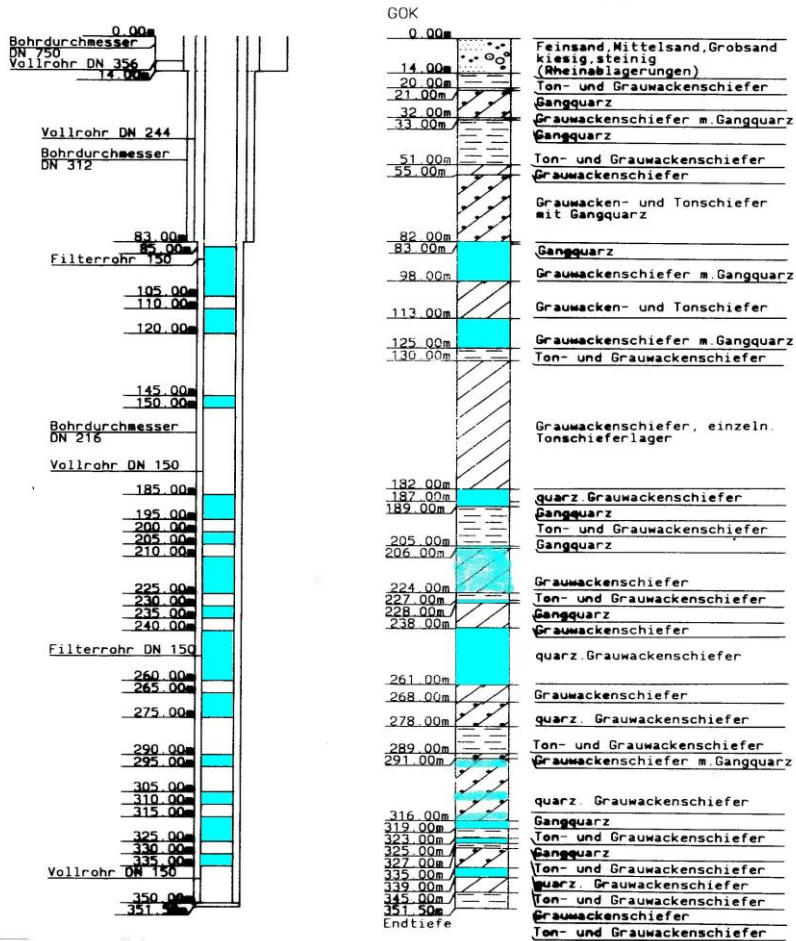 GOK
0.00m
Bohrdurchmesser
DN 750
Vollrohr DN 356
14.00m
Vollrohr DN 244
Bohrdurchmesser
DN 312
83.00m
85.00m
Filterrohr 150
105.00m
110.00m
120.00m
145.00m
150.00m
Bohrdurchmesser
DN 216
Vollrohr DN 150
185.00m
195.00m
200.00m
205.00m
210.00m
225.00m
230.00m
235.00m
240.00m
Filterrohr DN 150
260.00m
265.00m
275.00m
290.00m
295.00m
305.00m
310.00m
315.00m
325.00m
330.00m
335.00m
Vollrohr DN 150
350.00m
351.50m
0.00m
14.00m
20.00m
21.00m
32.00m
33.00m
51.00m
55.00m
82.00m
83.00m
98.00m
113.00m
125.00m
130.00m
182.00m
187.00m
189.00m
205.00m
206.00m
224.00m
227.00m
228.00m
238.00m
261.00m
268.00m
278.00m
289.00m
291.00m
316.00m
319.00m
323.00m
325.00m
327.00m
335.00m
339.00m
345.00m
351.50m
Endtiefe
Feinsand,Mittelsand,Grobsand
kiesig,steinig
(Rheinablagerungen)
Ton- und Grauwackenschiefer
Gangquarz
Grauwackenschiefer m.Gangquarz
Gangquarz
Ton- und Grauwackenschiefer
Grauwackenschiefer
Grauwacken- und Tonschiefer
mit Gangquarz
Gangquarz
Grauwackenschiefer m.Gangquarz
Grauwacken- und Tonschiefer
Grauwackenschiefer m.Gangquarz
Ton- und Grauwackenschiefer
Grauwackenschiefer, einzeln.
Tonschieferlager
quarz.Grauwackenschiefer
Gangquarz
Ton- und Grauwackenschiefer
Gangquarz
Grauwackenschiefer
Ton- und Grauwackenschiefer
Gangquarz
Grauwackenschiefer
quarz.Grauwackenschiefer
Grauwackenschiefer
quarz. Grauwackenschiefer
Ton- und Grauwackenschiefer
Grauwackenschiefer m.Gangquarz
quarz. Grauwackenschiefer
Gangquarz
Ton- und Grauwackenschiefer
Gangquarz
Ton- und Grauwackenschiefer
quarz. Grauwackenschiefer
Ton- und Grauwackenschiefer
Grauwackenschiefer
Ton- und Grauwackenschiefer